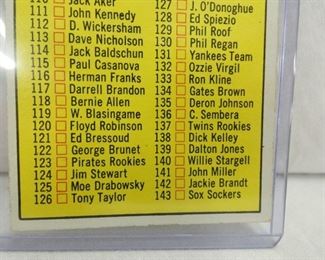 110 Jack Aker
111 John Kennedy
112 D. Wickersham
113 Dave Nicholson
114 Jack Baldschun
115 Paul Casanova
116 Herman Franks
117 Darrell Brandon
118 Bernie Allen
119 W. Blasingame
120 Floyd Robinson
121 Ed Bressoud
122 George Brunet
123 Pirates Rookies
124 Jim Stewart
125 Moe Drabowsky
126 Tony Taylor
127 J. O'Donoghue
128 Ed Spiezio
129 Phil Roof
130 Phil Regan
131 Yankees Team
132 Ozzie Virgil
133 Ron Kline
134 Gates Brown
135 Deron Johnson
136 C. Sembera
137 Twins Rookies
138 Dick Kelley
139 Dalton Jones
140 Willie Stargell
141 John Miller
142 Jackie Brandt
143 Sox Sockers